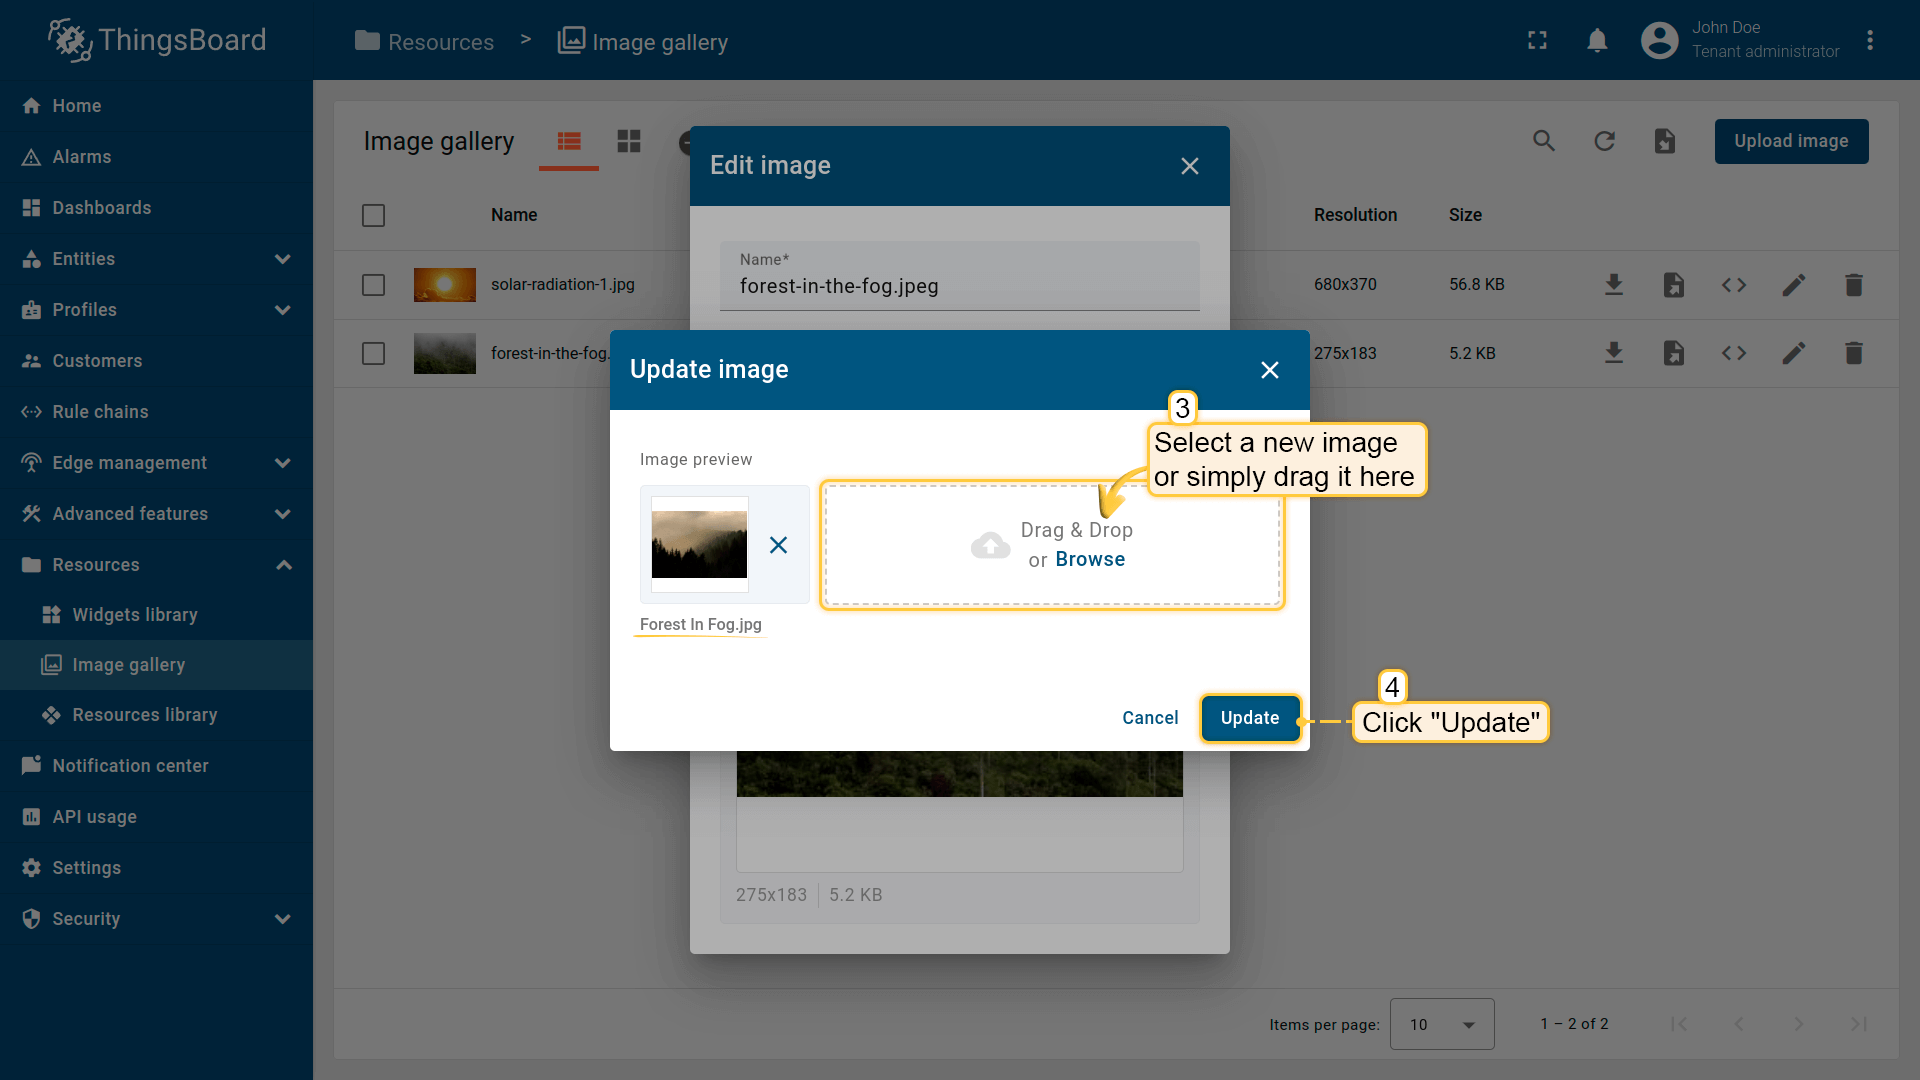 ThingsBoard
Resources > Image gallery
John Doe
Tenant administrator
Home
Alarms
Dashboards
Entities
Profiles
Customers
Rule chains
Edge management
Advanced features
Resources
Widgets library
Image gallery
Resources library
Notification center
API usage
Settings
Security
Image gallery
Upload image
Name
Resolution
Size
solar-radiation-1.jpg
680x370
56.8 KB
forest-in-the-fog.
275x183
5.2 KB
Edit image
Name*
forest-in-the-fog.jpeg
Update image
3
Select a new image
or simply drag it here
Image preview
Drag & Drop
or Browse
Forest In Fog.jpg
Cancel
Update
4
Click "Update"
275x183
5.2 KB
Items per page:
10
1 – 2 of 2